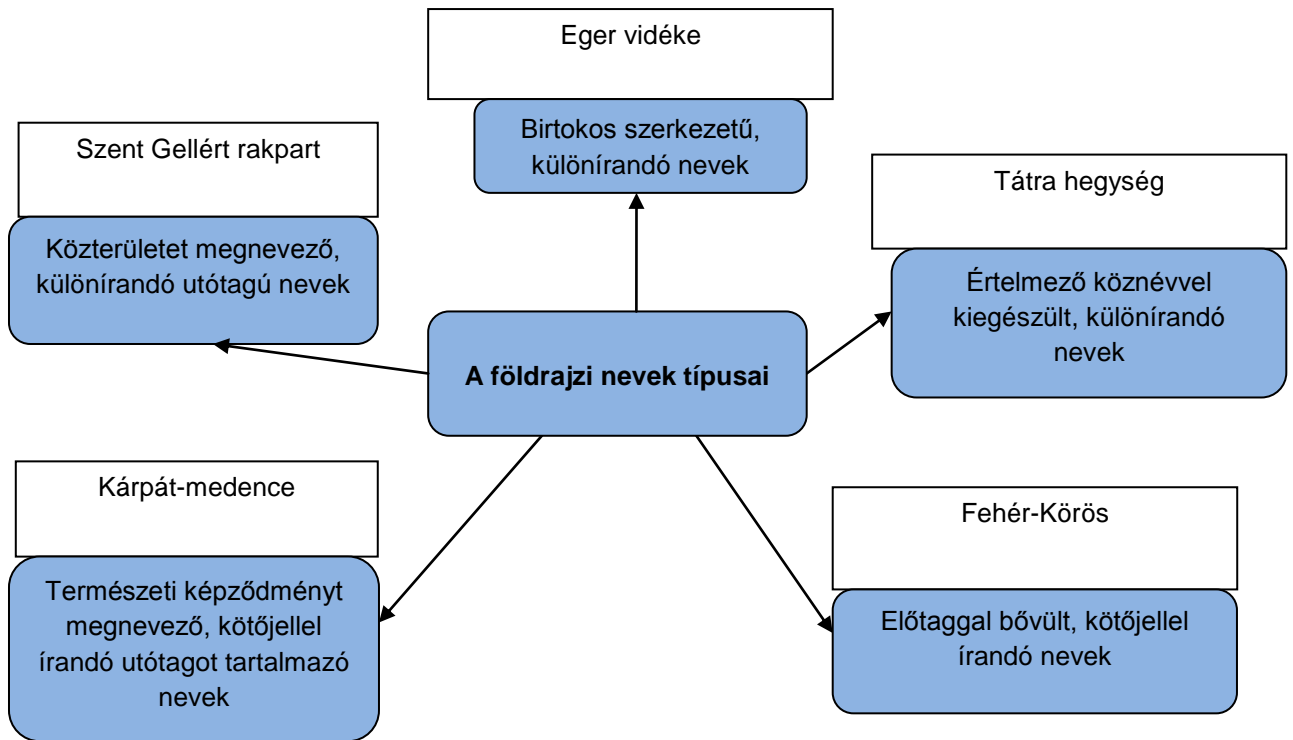 Eger vidéke
Birtokos szerkezetű,
különírandó nevek
Szent Gellért rakpart
Közterületet megnevező,
különírandó utótagú nevek
Tátra hegység
Értelmező köznévvel
kiegészült, különírandó
nevek
A földrajzi nevek típusai
Kárpát-medence
Természeti képződményt
megnevező, kötőjellel
írandó utótagot tartalmazó
nevek
Fehér-Körös
Előtaggal bővült, kötőjellel
írandó nevek